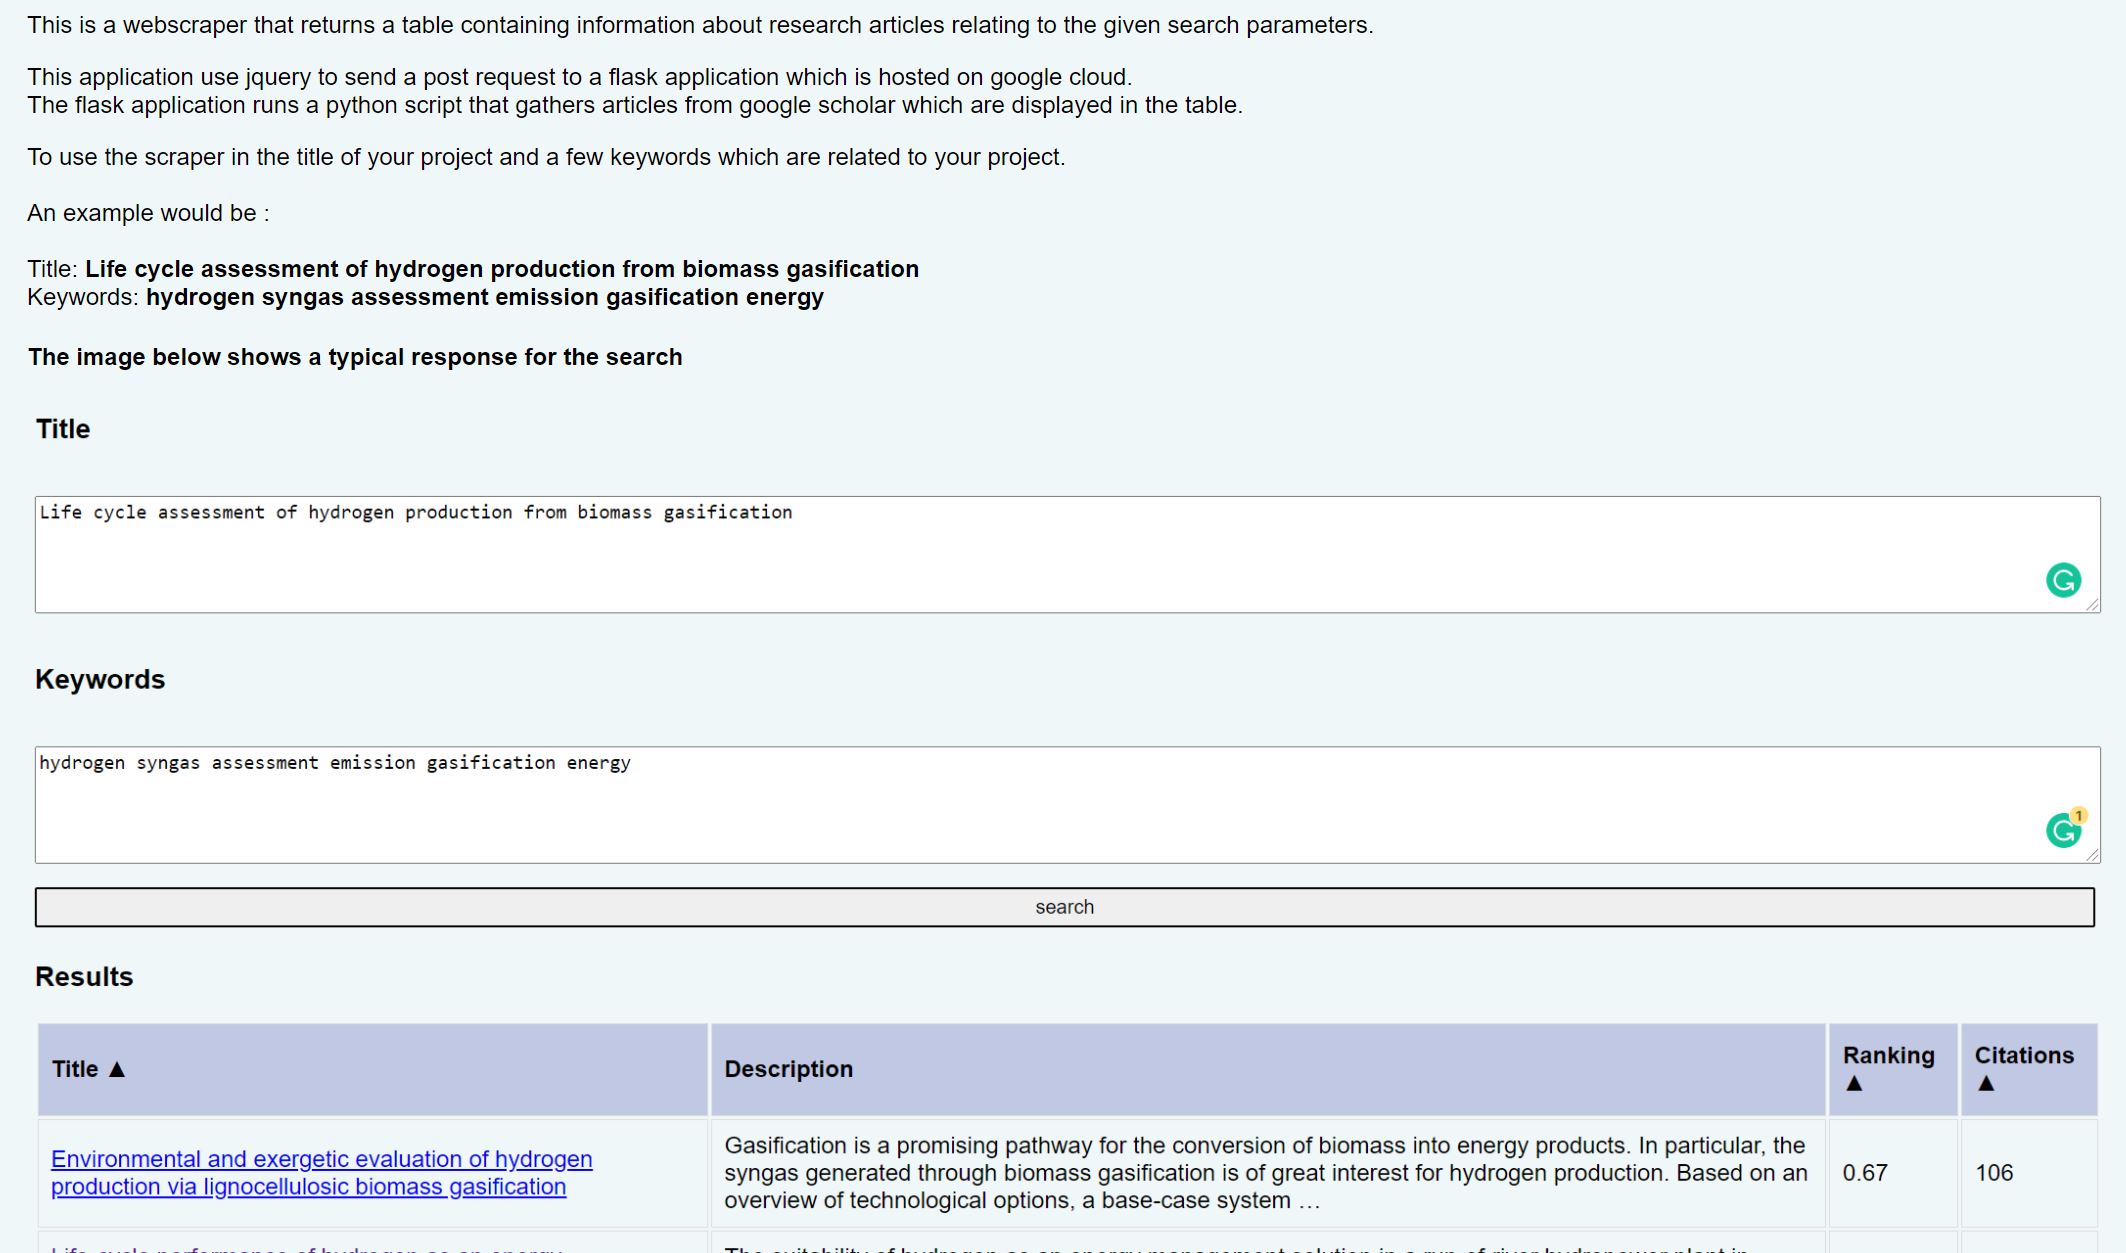 This is a webscraper that returns a table containing information about research articles relating to the given search parameters.
This application use jquery to send a post request to a flask application which is hosted on google cloud.
The flask application runs a python script that gathers articles from google scholar which are displayed in the table.
To use the scraper in the title of your project and a few keywords which are related to your project.
An example would be :
Title: Life cycle assessment of hydrogen production from biomass gasification
Keywords: hydrogen syngas assessment emission gasification energy
The image below shows a typical response for the search
Title
Life cycle assessment of hydrogen production from biomass gasification
Keywords
hydrogen syngas assessment emission gasification energy
1
search
Results
Title ▲
Description
Ranking
▲
Citations
▲
Environmental and exergetic evaluation of hydrogen
production via lignocellulosic biomass gasification
Gasification is a promising pathway for the conversion of biomass into energy products. In particular, the
syngas generated through biomass gasification is of great interest for hydrogen production. Based on an
overview of technological options, a base-case system …
0.67
106